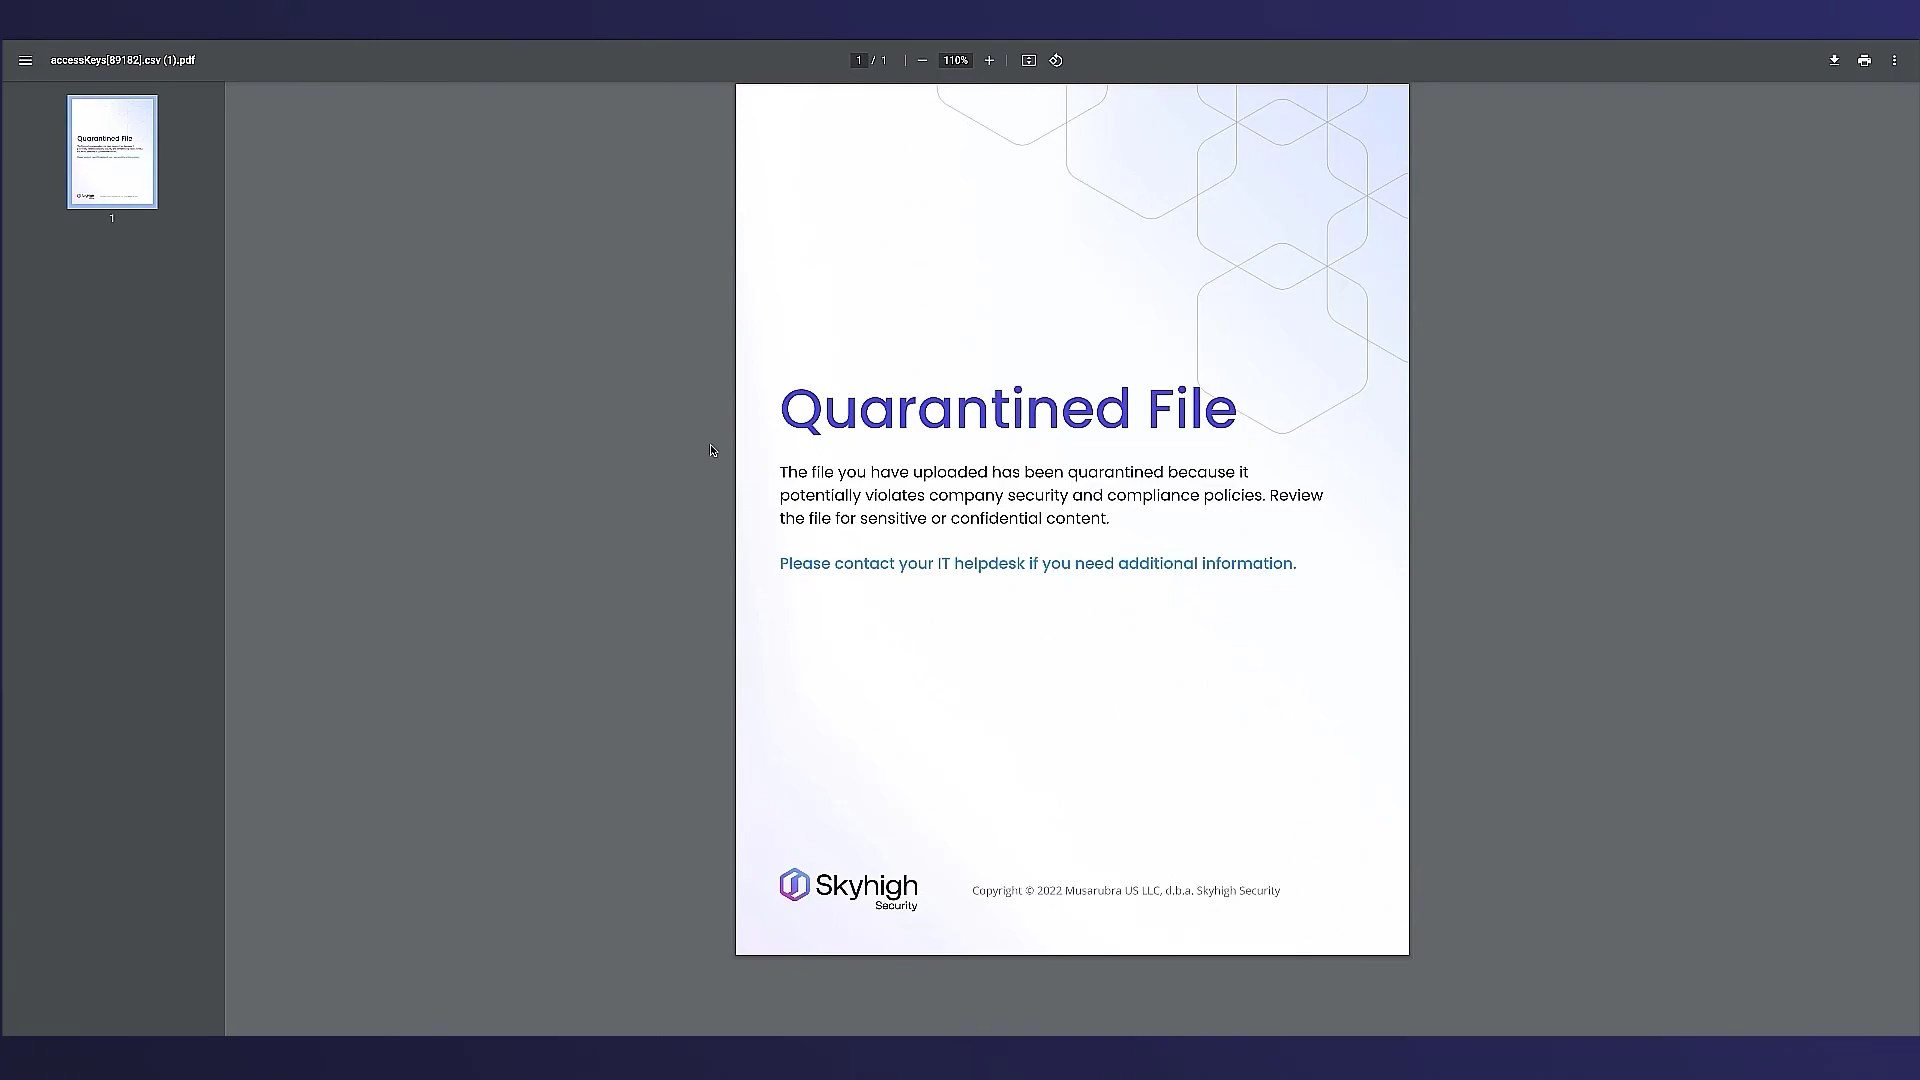 accessKeys[89182].csv (1).pdf
1 / 1
110%
1
Quarantined File
The file you have uploaded has been quarantined because it
potentially violates company security and compliance policies. Review
the file for sensitive or confidential content.
Please contact your IT helpdesk if you need additional information.
Skyhigh
Security
Copyright © 2022 Musarubra US LLC, d.b.a. Skyhigh Security